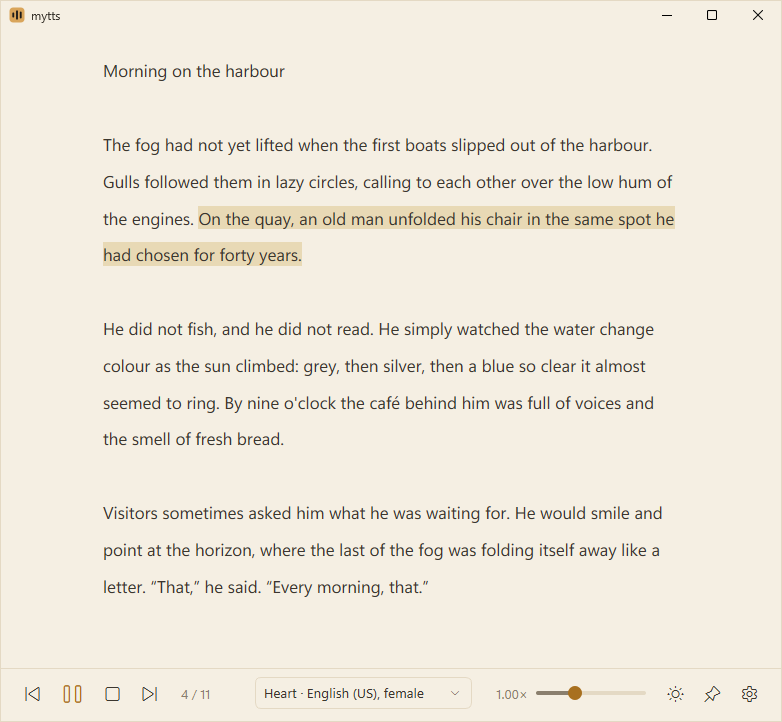 mytts
Morning on the harbour
The fog had not yet lifted when the first boats slipped out of the harbour.
Gulls followed them in lazy circles, calling to each other over the low hum of
the engines. On the quay, an old man unfolded his chair in the same spot he
had chosen for forty years.
He did not fish, and he did not read. He simply watched the water change
colour as the sun climbed: grey, then silver, then a blue so clear it almost
seemed to ring. By nine o'clock the café behind him was full of voices and
the smell of fresh bread.
Visitors sometimes asked him what he was waiting for. He would smile and
point at the horizon, where the last of the fog was folding itself away like a
letter. “That,” he said. “Every morning, that.”
4 / 11 Heart · English (US), female 1.00×